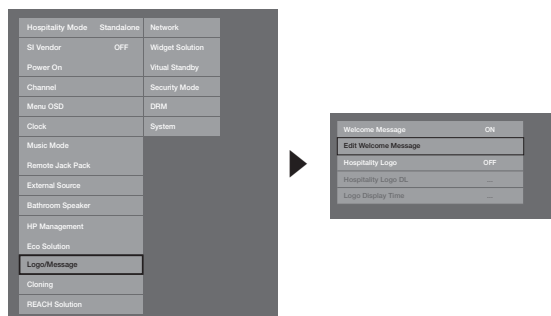 Hospitality Mode Standalone Network
SI Vendor OFF Widget Solution
Power On Vitual Standby
Channel Security Mode
Menu OSD DRM
Clock System
Music Mode
Remote Jack Pack
External Source
Bathroom Speaker
HP Management
Eco Solution
Logo/Message
Cloning
REACH Solution
Welcome Message ON
Edit Welcome Message
Hospitality Logo OFF
Hospitality Logo DL ...
Logo Display Time ...